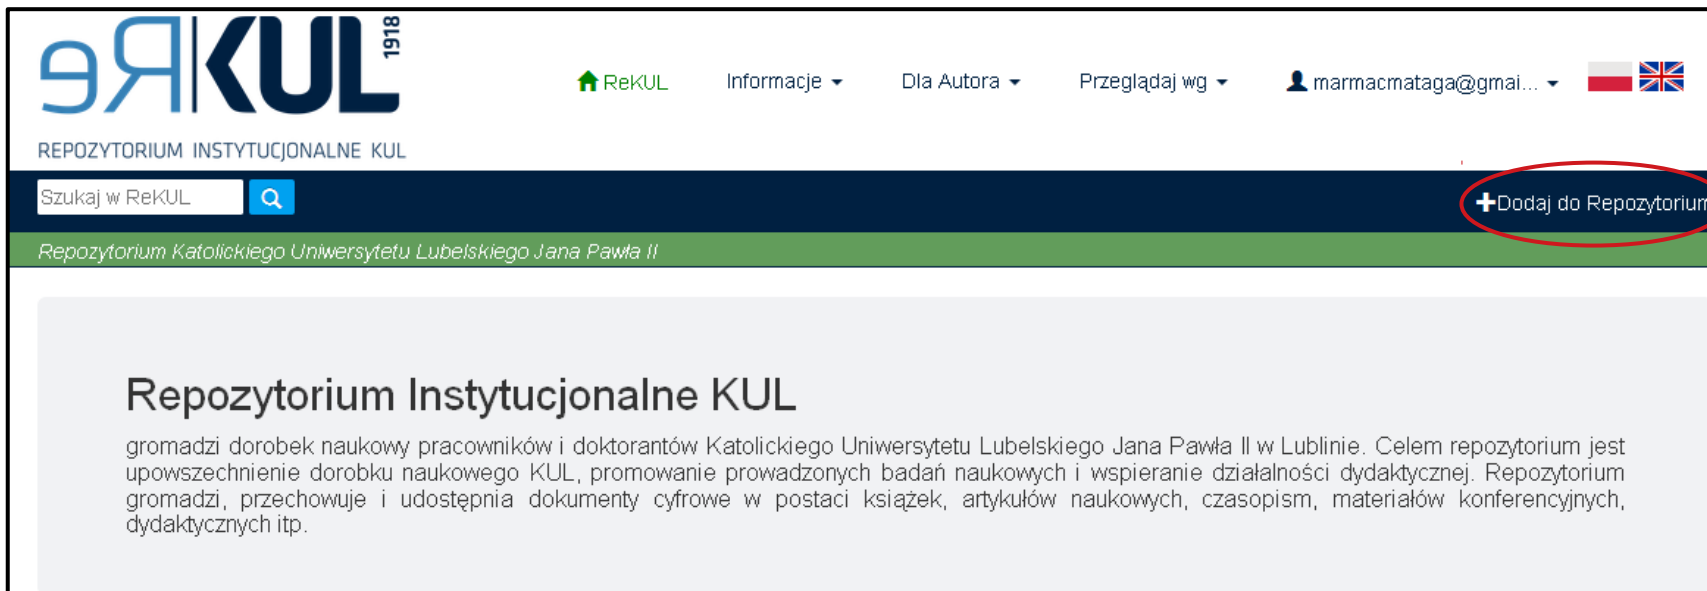 eRKUL 1918
REPOZYTORIUM INSTYTUCJONALNE KUL
ReKUL Informacje Dla Autora Przeglądaj wg marmacmataga@gmai...
Szukaj w ReKUL
+Dodaj do Repozytorium
Repozytorium Katolickiego Uniwersytetu Lubelskiego Jana Pawła II
Repozytorium Instytucjonalne KUL
gromadzi dorobek naukowy pracowników i doktorantów Katolickiego Uniwersytetu Lubelskiego Jana Pawła II w Lublinie. Celem repozytorium jest
upowszechnienie dorobku naukowego KUL, promowanie prowadzonych badań naukowych i wspieranie działalności dydaktycznej. Repozytorium
gromadzi, przechowuje i udostępnia dokumenty cyfrowe w postaci książek, artykułów naukowych, czasopism, materiałów konferencyjnych,
dydaktycznych itp.